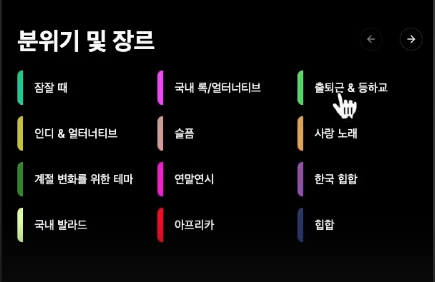 분위기 및 장르
잠잘 때
국내 록/얼터너티브
출퇴근 & 등하교
인디 & 얼터너티브
슬픔
사랑 노래
계절 변화를 위한 테마
연말연시
한국 힙합
국내 발라드
아프리카
힙합